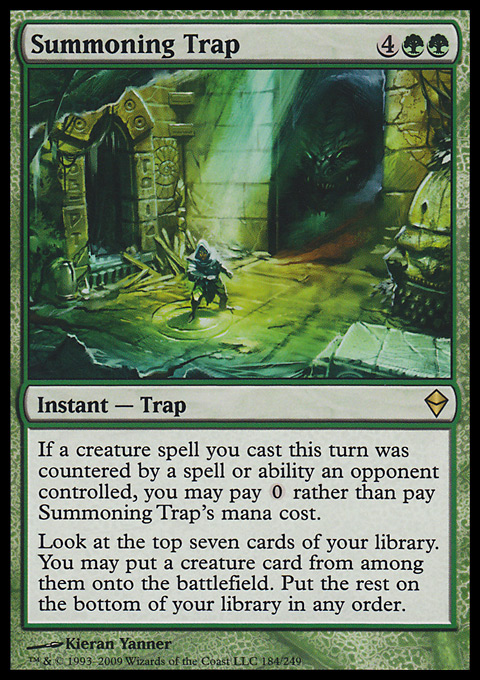 Summoning Trap 4
Instant — Trap
If a creature spell you cast this turn was
countered by a spell or ability an opponent
controlled, you may pay 0 rather than pay
Summoning Trap's mana cost.
Look at the top seven cards of your library.
You may put a creature card from among
them onto the battlefield. Put the rest on
the bottom of your library in any order.
Kieran Yanner
™ & © 1993–2009 Wizards of the Coast LLC 184/249